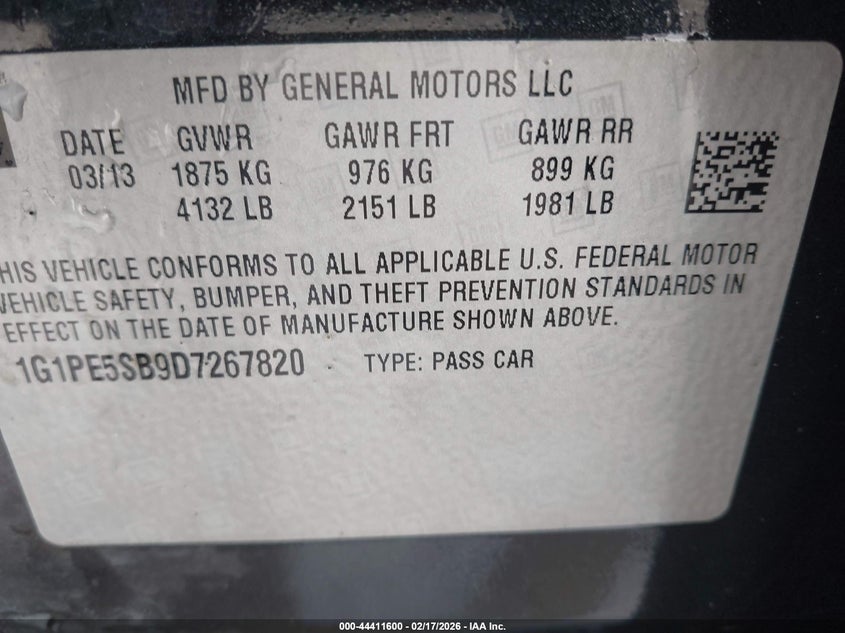 MFD BY GENERAL MOTORS LLC
DATE GVWR GAWR FRT GAWR RR
03/13 1875 KG 976 KG 899 KG
4132 LB 2151 LB 1981 LB
HIS VEHICLE CONFORMS TO ALL APPLICABLE U.S. FEDERAL MOTOR
VEHICLE SAFETY, BUMPER, AND THEFT PREVENTION STANDARDS IN
EFFECT ON THE DATE OF MANUFACTURE SHOWN ABOVE.
1G1PE5SB9D7267820 TYPE: PASS CAR
000-44411600 - 02/17/2026 - IAA Inc.